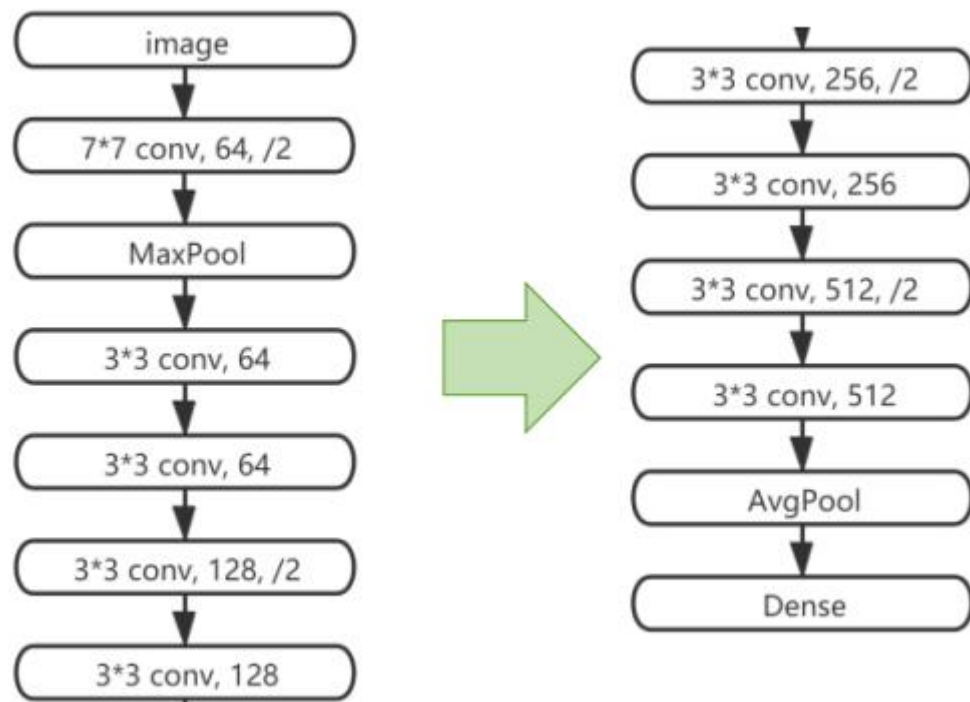 image
7*7 conv, 64, /2
MaxPool
3*3 conv, 64
3*3 conv, 64
3*3 conv, 128, /2
3*3 conv, 128
3*3 conv, 256, /2
3*3 conv, 256
3*3 conv, 512, /2
3*3 conv, 512
AvgPool
Dense